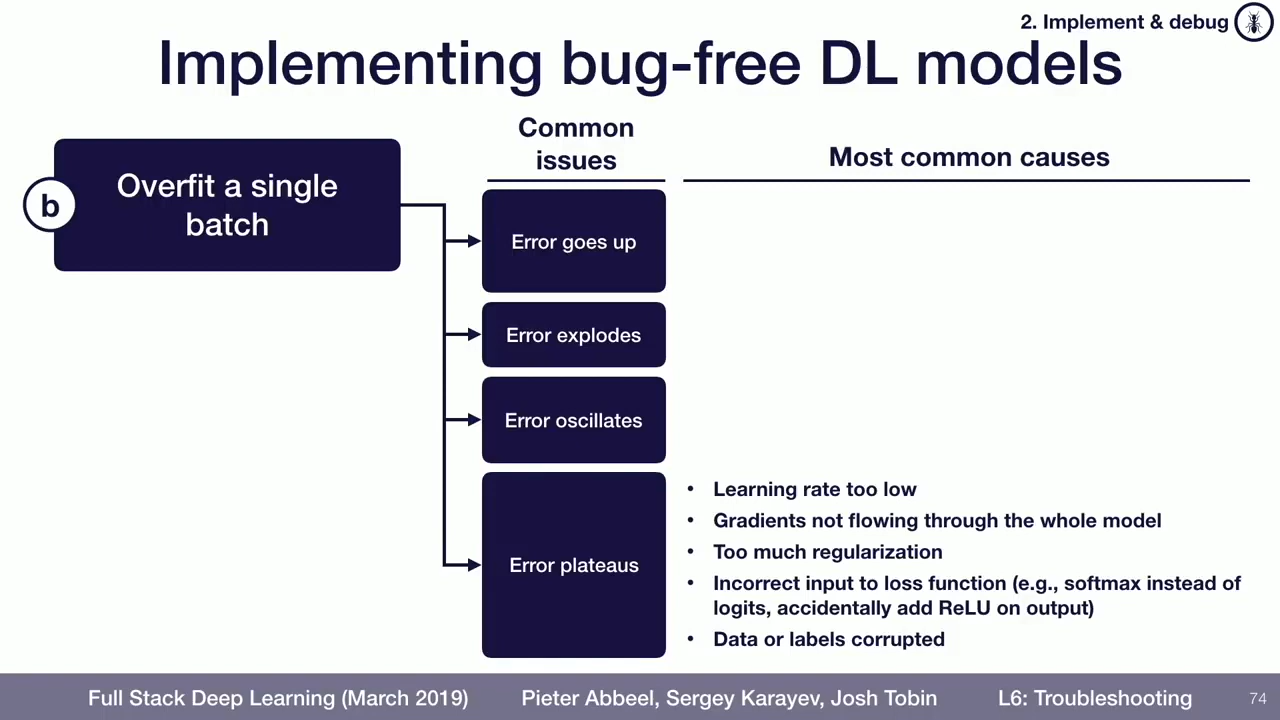 2. Implement & debug
Implementing bug-free DL models
Common
issues
Most common causes
b
Overfit a single
batch
Error goes up
Error explodes
Error oscillates
Error plateaus
• Learning rate too low
• Gradients not flowing through the whole model
• Too much regularization
• Incorrect input to loss function (e.g., softmax instead of
logits, accidentally add ReLU on output)
• Data or labels corrupted
Full Stack Deep Learning (March 2019)
Pieter Abbeel, Sergey Karayev, Josh Tobin
L6: Troubleshooting
74